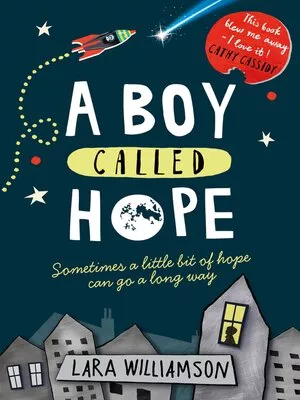 This book
blew me away
- I love it!
CATHY CASSIDY
A BOY
CALLED
HOPE
Sometimes a little bit of hope
can go a long way
LARA WILLIAMSON